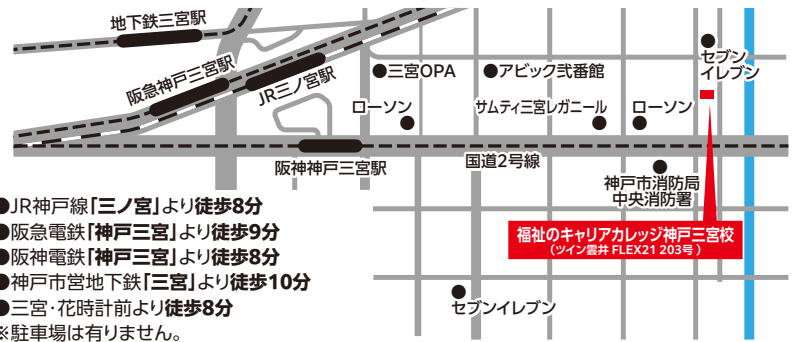 地下鉄三宮駅
阪急神戸三宮駅
JR三ノ宮駅
三宮OPA
アビック弐番館
セブン
イレブン
ローソン
サムティ三宮レガニール
ローソン
阪神神戸三宮駅
国道2号線
神戸市消防局
中央消防署
●JR神戸線「三ノ宮」より徒歩8分
●阪急電鉄「神戸三宮」より徒歩9分
●阪神電鉄「神戸三宮」より徒歩8分
●神戸市営地下鉄「三宮」より徒歩10分
●三宮・花時計前より徒歩8分
※駐車場は有りません。
福祉のキャリアカレッジ神戸三宮校
(ツイン雲井 FLEX21 203号)
セブンイレブン